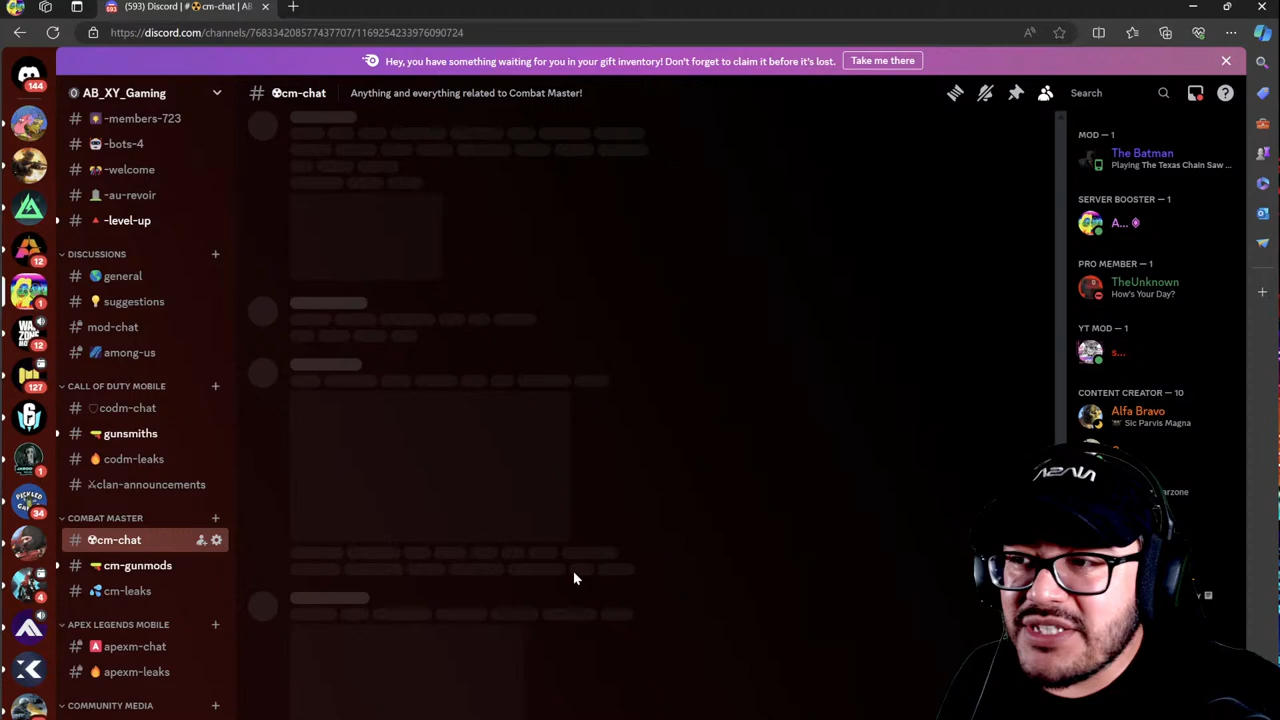 (593) Discord | #☢cm-chat | AB
https://discord.com/channels/768334208577437707/1169254233976090724
Hey, you have something waiting for you in your gift inventory! Don't forget to claim it before it's lost.
Take me there
144
12
1
12
127
1
34
4
AB_XY_Gaming
-members-723
-bots-4
-welcome
-au-revoir
-level-up
DISCUSSIONS
general
suggestions
mod-chat
among-us
CALL OF DUTY MOBILE
codm-chat
gunsmiths
codm-leaks
clan-announcements
COMBAT MASTER
cm-chat
cm-gunmods
cm-leaks
APEX LEGENDS MOBILE
apexm-chat
apexm-leaks
COMMUNITY MEDIA
cm-chat
Anything and everything related to Combat Master!
Search
MOD — 1
The Batman
Playing The Texas Chain Saw ...
SERVER BOOSTER — 1
A...
PRO MEMBER — 1
TheUnknown
How's Your Day?
YT MOD — 1
s...
CONTENT CREATOR — 10
Alfa Bravo
Sic Parvis Magna
arzone